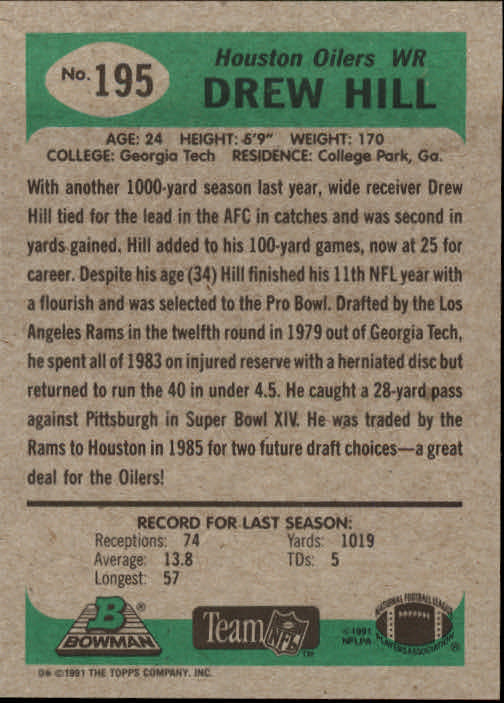 Houston Oilers WR
No. 195
DREW HILL
AGE: 24 HEIGHT: 5'9" WEIGHT: 170
COLLEGE: Georgia Tech RESIDENCE: College Park, Ga.
With another 1000-yard season last year, wide receiver Drew
Hill tied for the lead in the AFC in catches and was second in
yards gained. Hill added to his 100-yard games, now at 25 for
career. Despite his age (34) Hill finished his 11th NFL year with
a flourish and was selected to the Pro Bowl. Drafted by the Los
Angeles Rams in the twelfth round in 1979 out of Georgia Tech,
he spent all of 1983 on injured reserve with a herniated disc but
returned to run the 40 in under 4.5. He caught a 28-yard pass
against Pittsburgh in Super Bowl XIV. He was traded by the
Rams to Houston in 1985 for two future draft choices—a great
deal for the Oilers!
RECORD FOR LAST SEASON:
Receptions: 74 Yards: 1019
Average: 13.8 TDs: 5
Longest: 57
B®
BOWMAN
Team NFL™
©1991
NFLPA
NATIONAL FOOTBALL LEAGUE
PLAYERS ASSOCIATION®
D* ©1991 THE TOPPS COMPANY, INC.